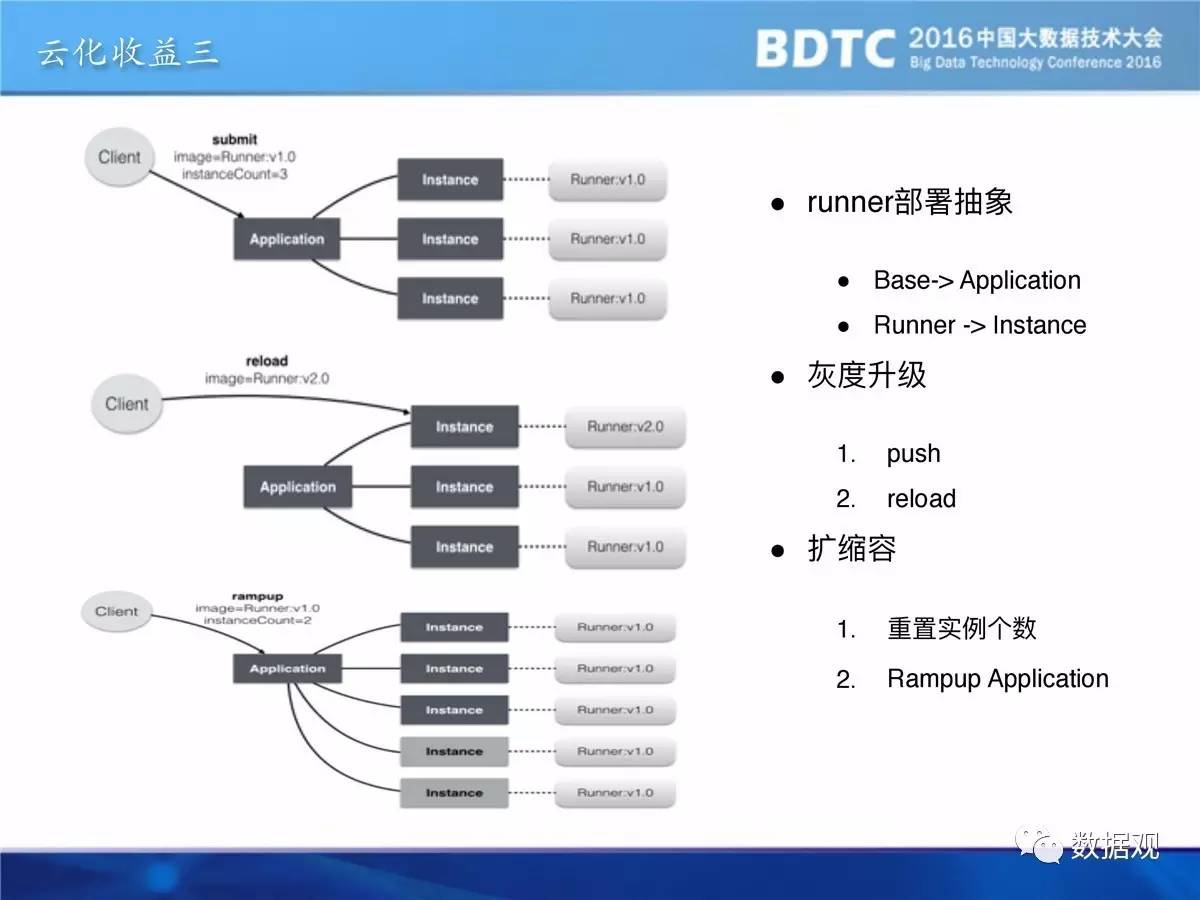 云化收益三
BDTC 2016中国大数据技术大会
Big Data Technology Conference 2016
Client
submit
image=Runner:v1.0
instanceCount=3
Application
Instance
Runner:v1.0
Instance
Runner:v1.0
Instance
Runner:v1.0
reload
image=Runner:v2.0
Client
Application
Instance
Runner:v2.0
Instance
Runner:v1.0
Instance
Runner:v1.0
rampup
image=Runner:v1.0
instanceCount=2
Client
Application
Instance
Runner:v1.0
Instance
Runner:v1.0
Instance
Runner:v1.0
Instance
Runner:v1.0
Instance
Runner:v1.0
● runner部署抽象
● Base-> Application
● Runner -> Instance
● 灰度升级
1. push
2. reload
● 扩缩容
1. 重置实例个数
2. Rampup Application
数据观